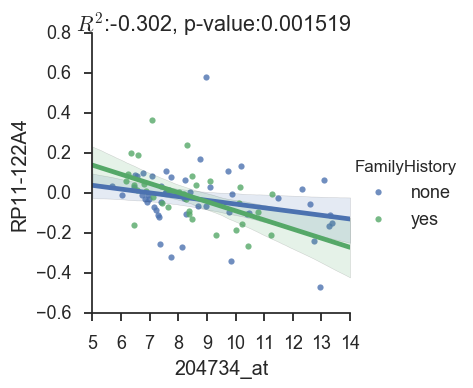 R²:-0.302, p-value:0.001519
0.8
0.6
0.4
0.2
0.0
−0.2
−0.4
−0.6
RP11-122A4
5 6 7 8 9 10 11 12 13 14
204734_at
FamilyHistory
none
yes